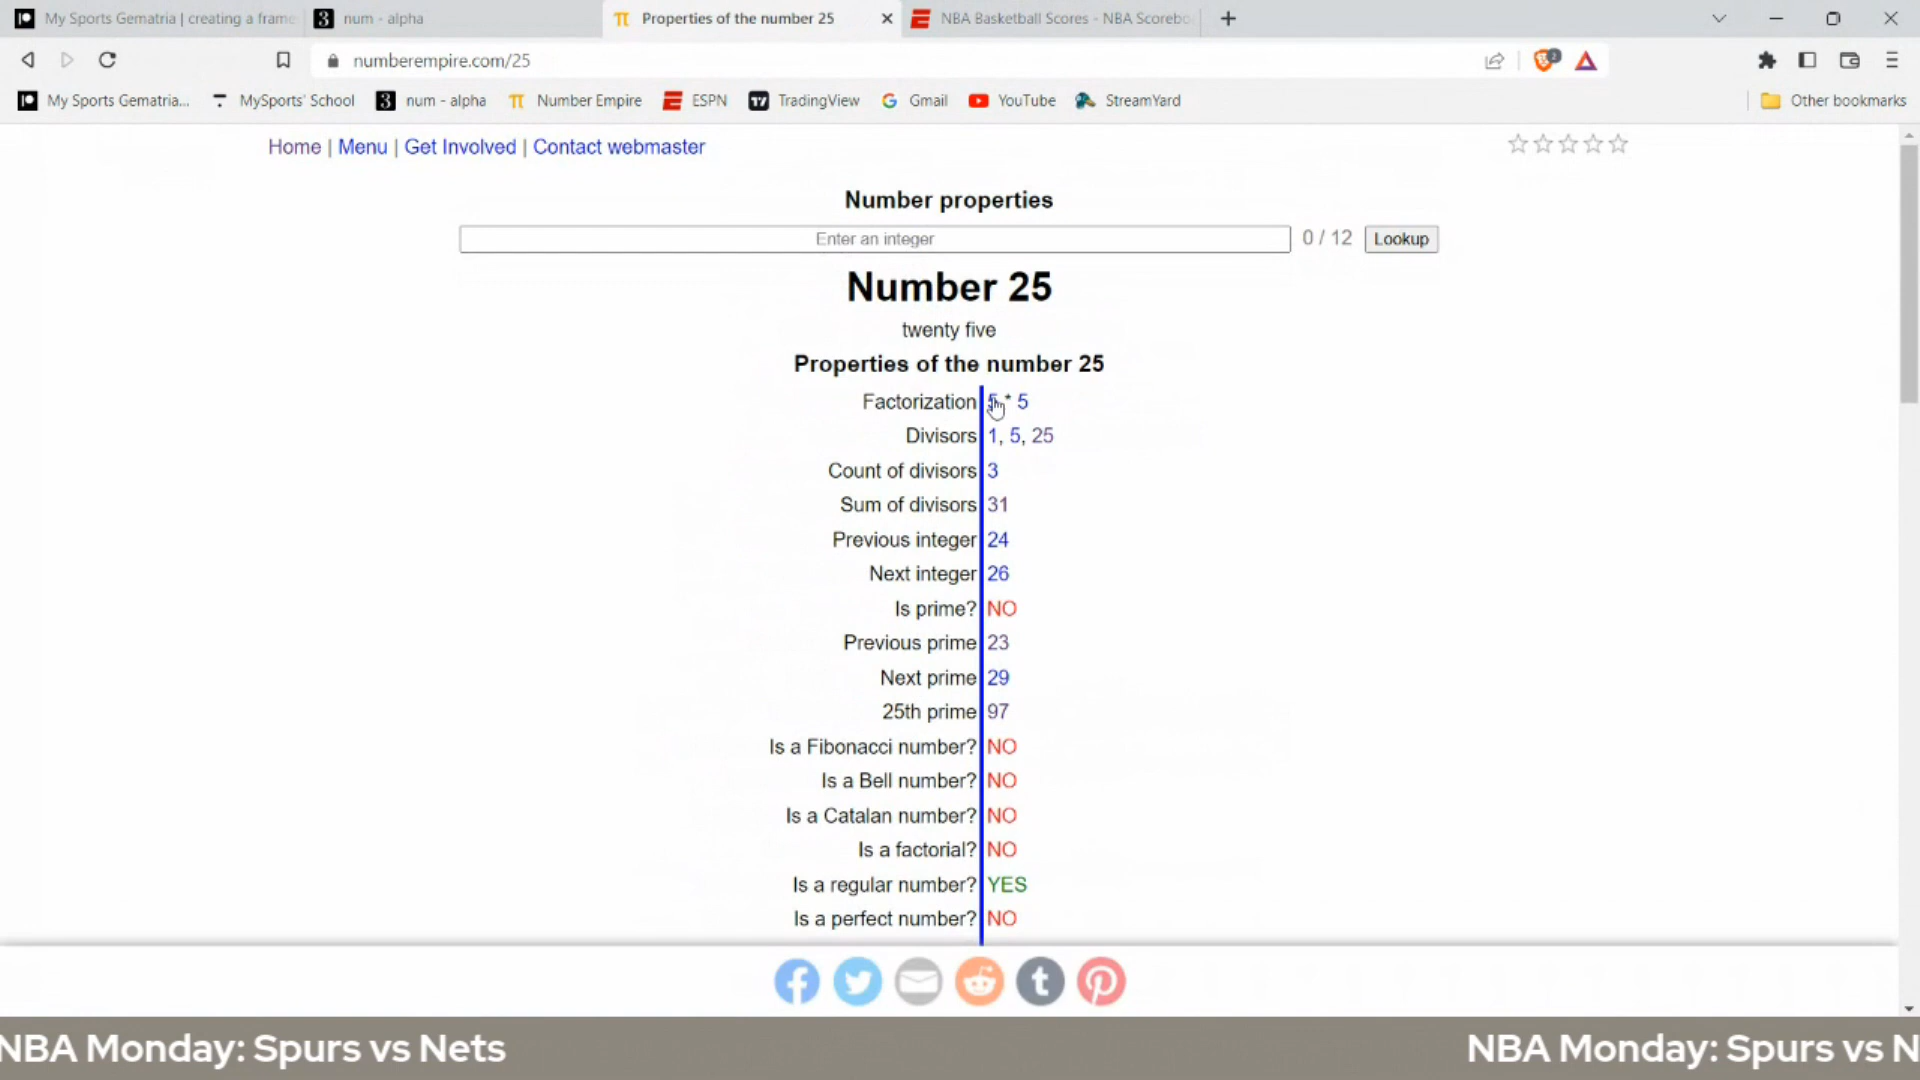 My Sports Gematria | creating a frame
num - alpha
Properties of the number 25
NBA Basketball Scores - NBA Scorebo
numberempire.com/25
2
My Sports Gematria...
MySports' School
3 num - alpha
Number Empire
ESPN
TradingView
Gmail
YouTube
StreamYard
Other bookmarks
Home | Menu | Get Involved | Contact webmaster
Number properties
Enter an integer
0 / 12
Lookup
Number 25
twenty five
Properties of the number 25
Factorization 5 * 5
Divisors 1, 5, 25
Count of divisors 3
Sum of divisors 31
Previous integer 24
Next integer 26
Is prime? NO
Previous prime 23
Next prime 29
25th prime 97
Is a Fibonacci number? NO
Is a Bell number? NO
Is a Catalan number? NO
Is a factorial? NO
Is a regular number? YES
Is a perfect number? NO
NBA Monday: Spurs vs Nets
NBA Monday: Spurs vs N